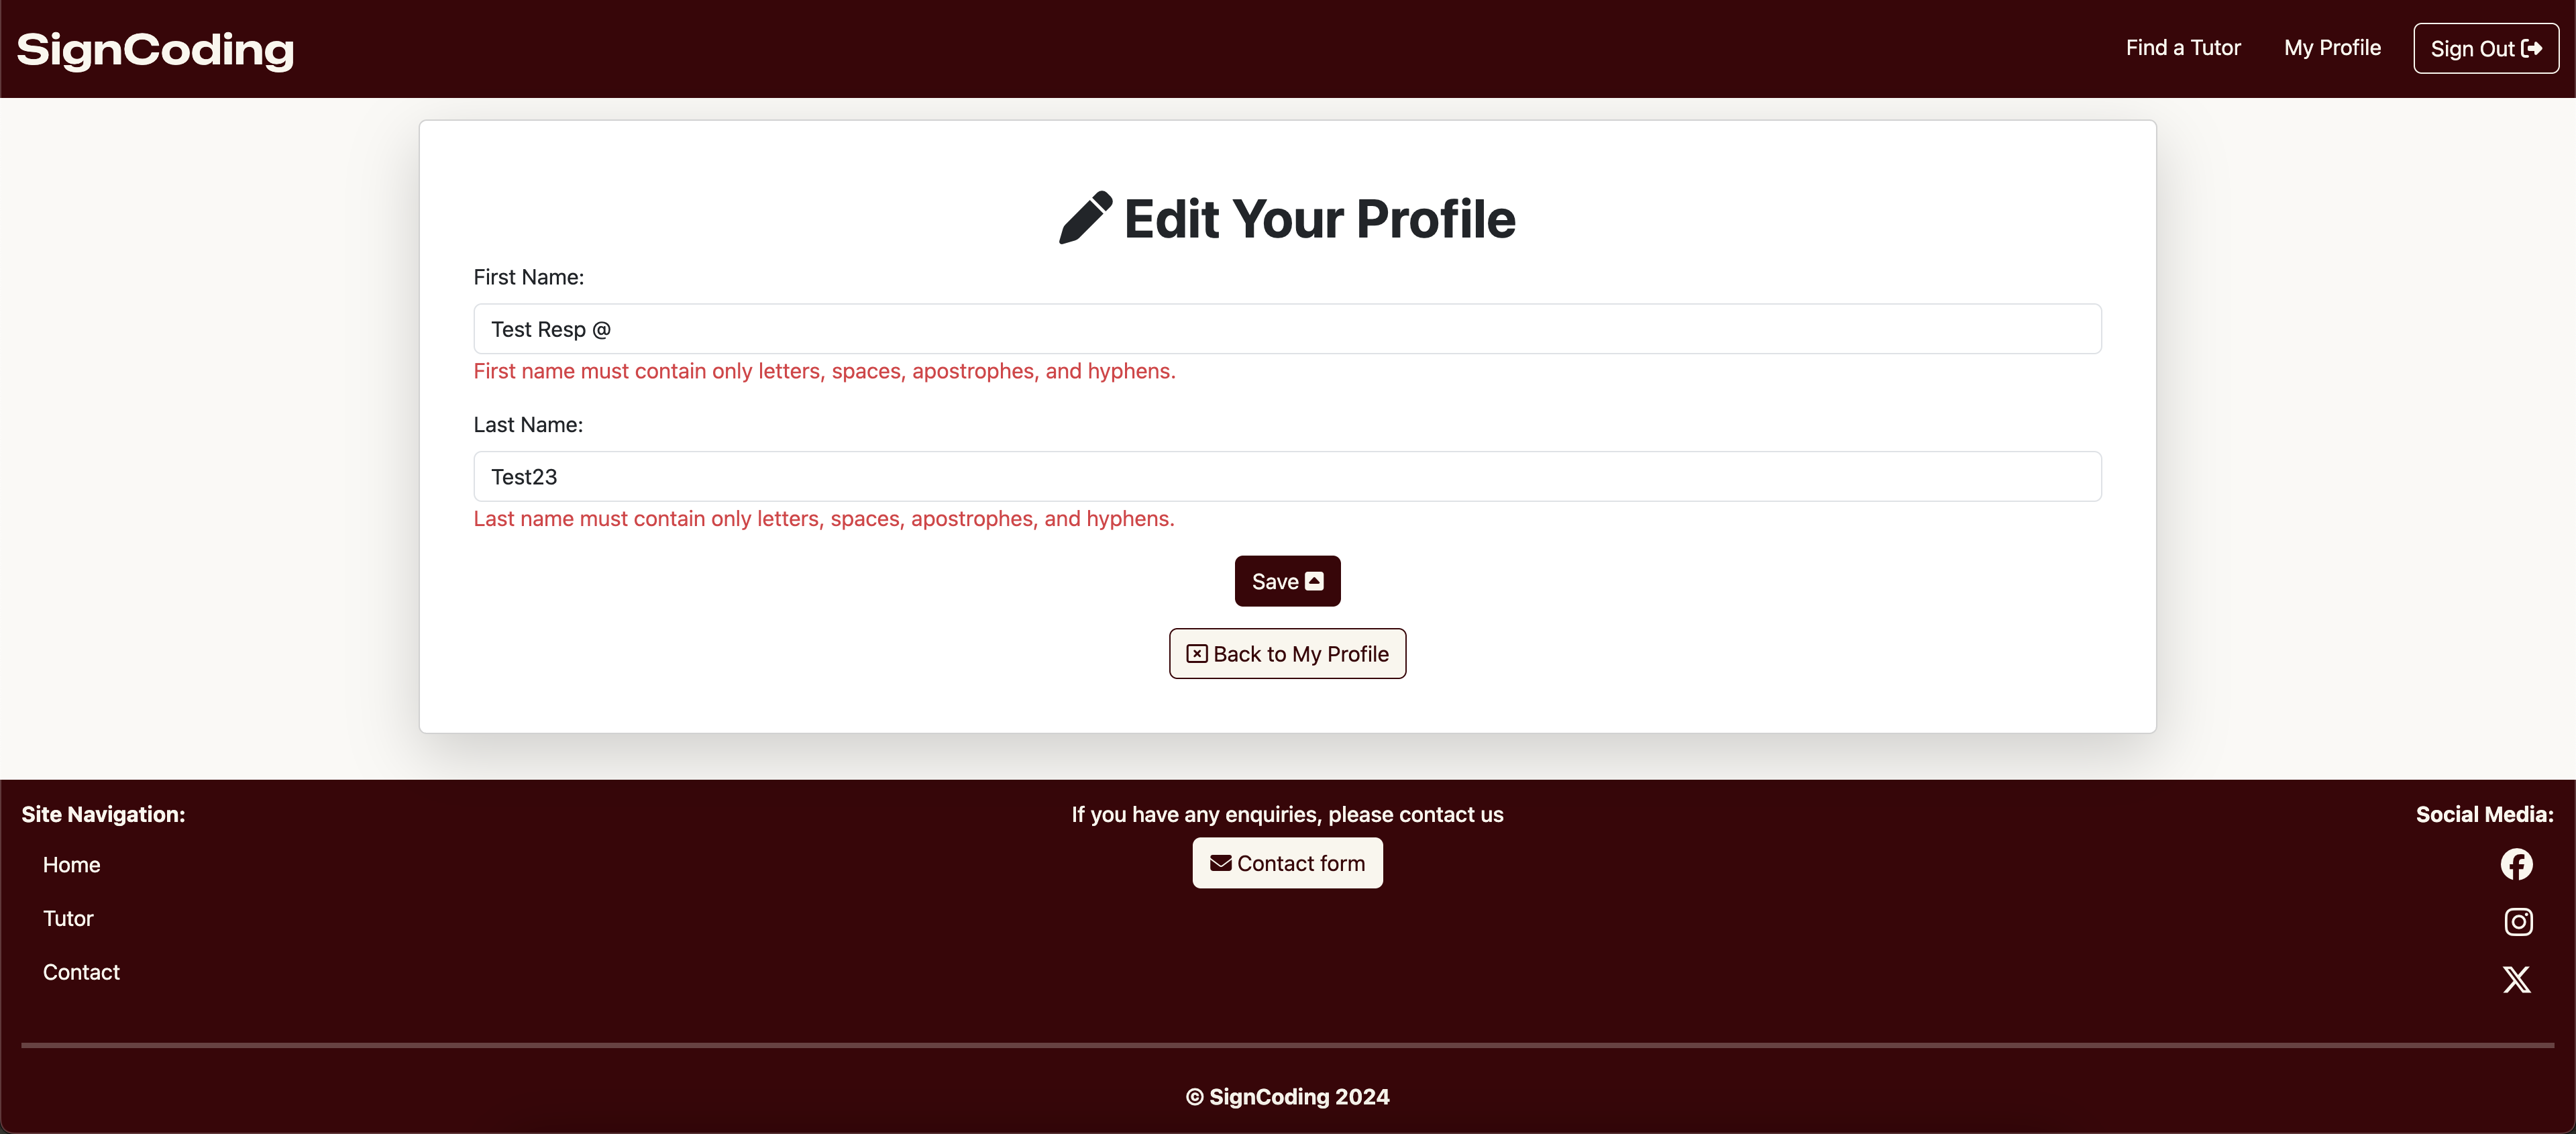 SignCoding
Find a Tutor
My Profile
Sign Out
Edit Your Profile
First Name:
Test Resp @
First name must contain only letters, spaces, apostrophes, and hyphens.
Last Name:
Test23
Last name must contain only letters, spaces, apostrophes, and hyphens.
Save
Back to My Profile
Site Navigation:
Home
Tutor
Contact
If you have any enquiries, please contact us
Contact form
Social Media:
© SignCoding 2024